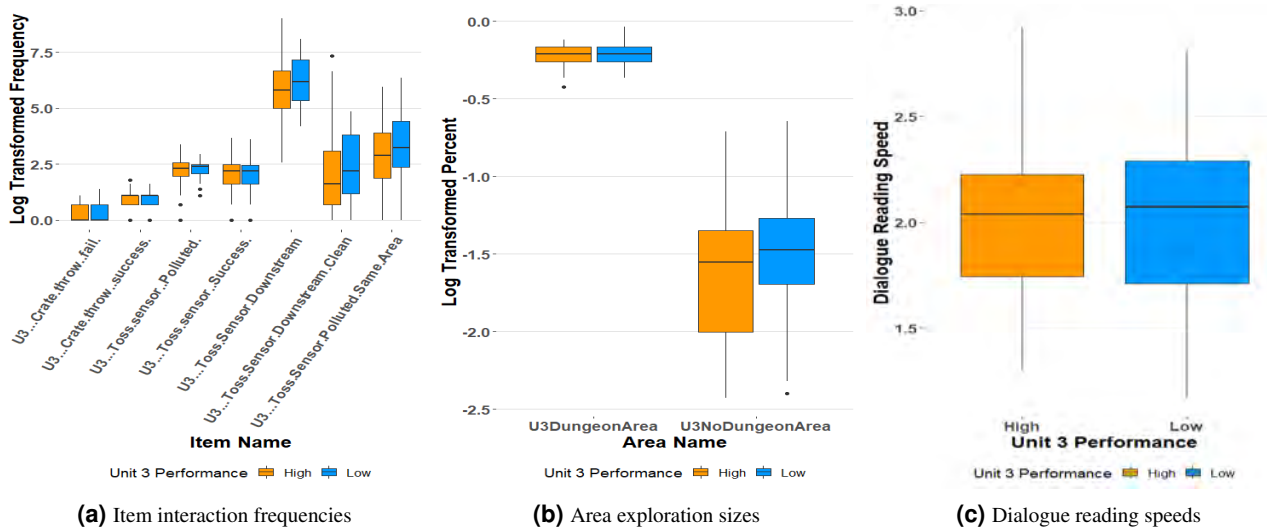 Log Transformed Frequency
7.5
5.0
2.5
0.0
U3...Crate.throw..fail.
U3...Crate.throw..success.
U3...Toss.sensor..Polluted.
U3...Toss.sensor..Success.
U3...Toss.Sensor.Downstream
U3...Toss.Sensor.Downstream.Clean
U3...Toss.Sensor.Polluted.Same.Area
Item Name
Unit 3 Performance High Low
(a) Item interaction frequencies
Log Transformed Percent
0.0
-0.5
-1.0
-1.5
-2.0
-2.5
U3DungeonArea U3NoDungeonArea
Area Name
Unit 3 Performance High Low
(b) Area exploration sizes
Dialogue Reading Speed
3.0
2.5
2.0
1.5
High Low
Unit 3 Performance
Unit 3 Performance High Low
(c) Dialogue reading speeds